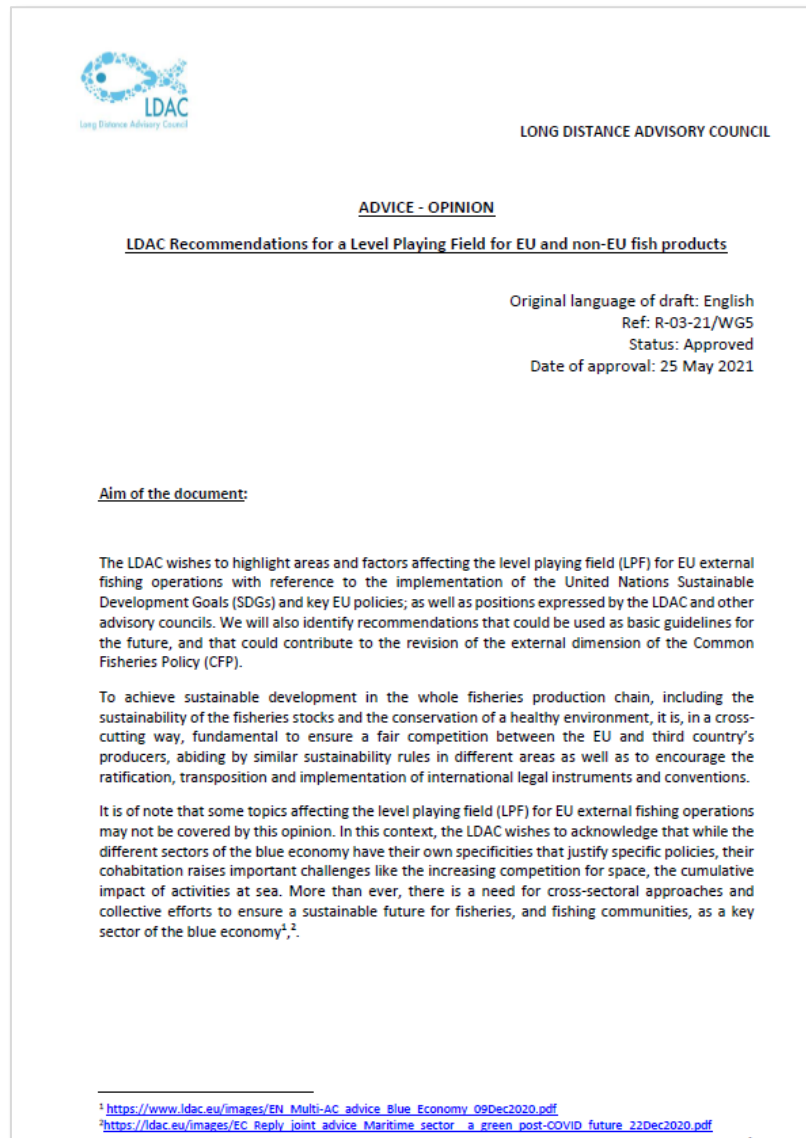 LDAC
Long Distance Advisory Council
LONG DISTANCE ADVISORY COUNCIL
ADVICE - OPINION
LDAC Recommendations for a Level Playing Field for EU and non-EU fish products
Original language of draft: English
Ref: R-03-21/WG5
Status: Approved
Date of approval: 25 May 2021
Aim of the document:
The LDAC wishes to highlight areas and factors affecting the level playing field (LPF) for EU external
fishing operations with reference to the implementation of the United Nations Sustainable
Development Goals (SDGs) and key EU policies; as well as positions expressed by the LDAC and other
advisory councils. We will also identify recommendations that could be used as basic guidelines for
the future, and that could contribute to the revision of the external dimension of the Common
Fisheries Policy (CFP).
To achieve sustainable development in the whole fisheries production chain, including the
sustainability of the fisheries stocks and the conservation of a healthy environment, it is, in a cross-
cutting way, fundamental to ensure a fair competition between the EU and third country's
producers, abiding by similar sustainability rules in different areas as well as to encourage the
ratification, transposition and implementation of international legal instruments and conventions.
It is of note that some topics affecting the level playing field (LPF) for EU external fishing operations
may not be covered by this opinion. In this context, the LDAC wishes to acknowledge that while the
different sectors of the blue economy have their own specificities that justify specific policies, their
cohabitation raises important challenges like the increasing competition for space, the cumulative
impact of activities at sea. More than ever, there is a need for cross-sectoral approaches and
collective efforts to ensure a sustainable future for fisheries, and fishing communities, as a key
sector of the blue economy¹,².
¹ https://www.ldac.eu/images/EN_Multi-AC_advice_Blue_Economy_09Dec2020.pdf
²https://ldac.eu/images/EC_Reply_joint_advice_Maritime_sector__a_green_post-COVID_future_22Dec2020.pdf